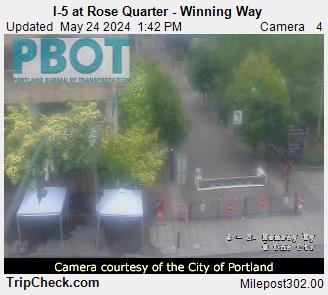 I-5 at Rose Quarter - Winning Way
Updated May 24 2024 1:42 PM Camera 4
PBOT
PORTLAND BUREAU OF TRANSPORTATION
Camera courtesy of the City of Portland
TripCheck.com Milepost302.00